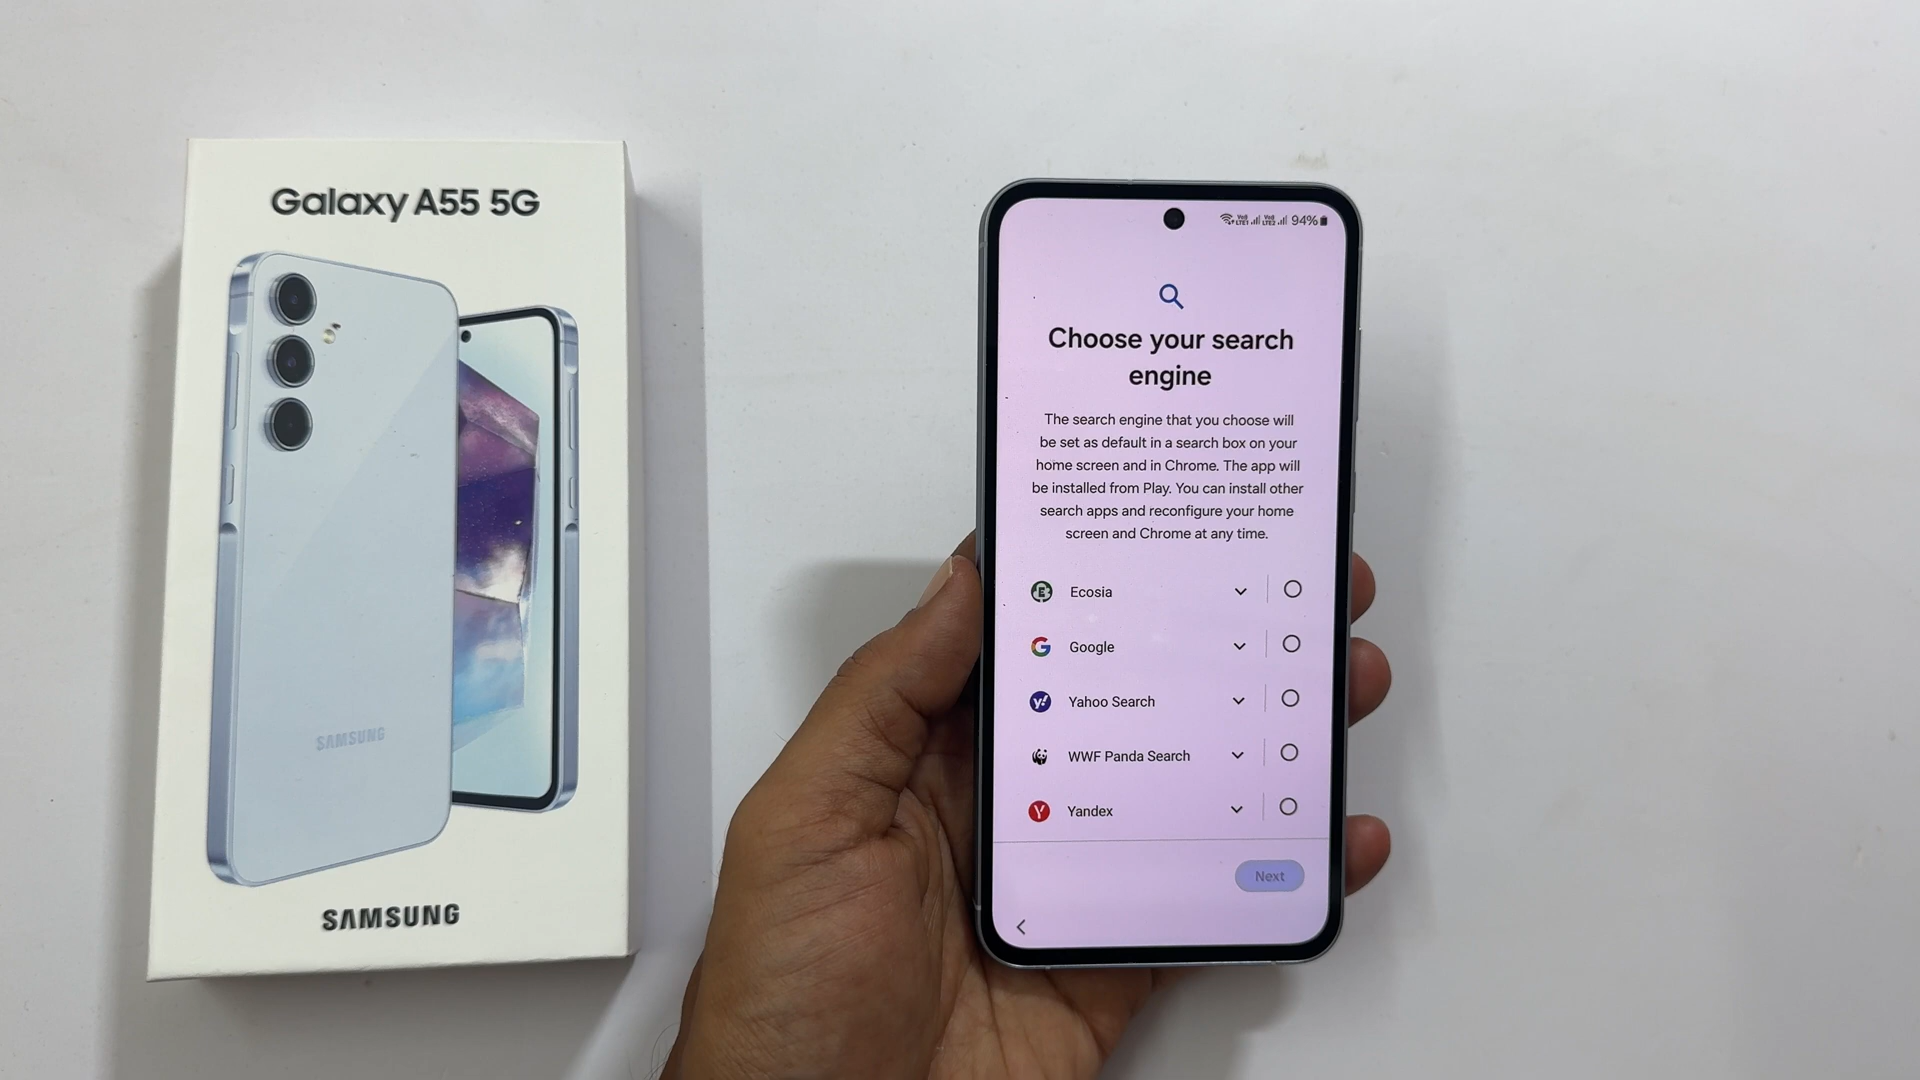 Galaxy A55 5G
SAMSUNG
SAMSUNG
94%
Choose your search
engine
The search engine that you choose will
be set as default in a search box on your
home screen and in Chrome. The app will
be installed from Play. You can install other
search apps and reconfigure your home
screen and Chrome at any time.
Ecosia
Google
Yahoo Search
WWF Panda Search
Yandex
Next